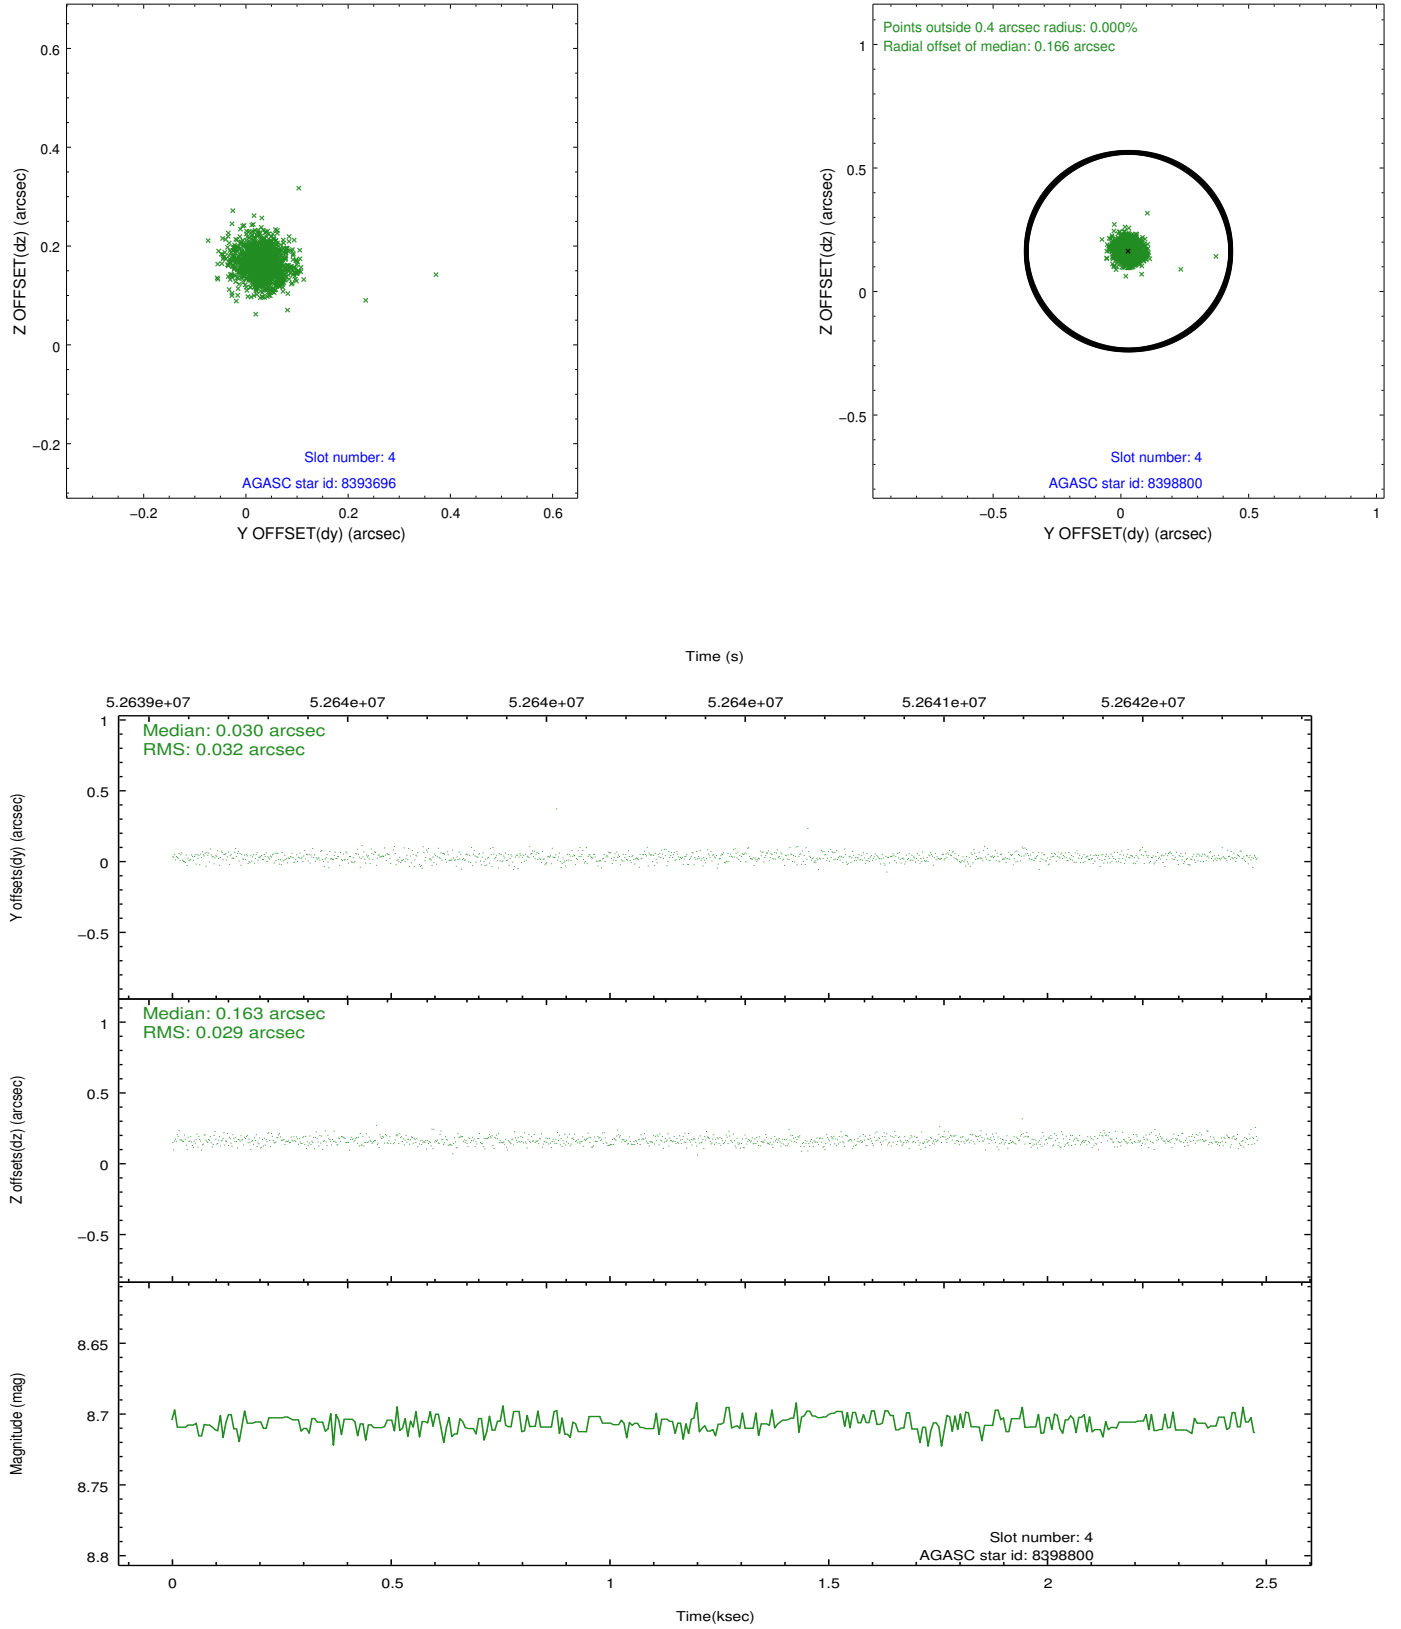 0.6
0.4
0.2
0
−0.2
Z OFFSET(dz) (arcsec)
Slot number: 4
AGASC star id: 8393696
−0.2 0 0.2 0.4 0.6
Y OFFSET(dy) (arcsec)
Points outside 0.4 arcsec radius: 0.000%
Radial offset of median: 0.166 arcsec
1
0.5
0
−0.5
Z OFFSET(dz) (arcsec)
Slot number: 4
AGASC star id: 8398800
−0.5 0 0.5 1
Y OFFSET(dy) (arcsec)
Time (s)
5.2639e+07 5.264e+07 5.264e+07 5.264e+07 5.2641e+07 5.2642e+07
Median: 0.030 arcsec
RMS: 0.032 arcsec
1
0.5
0
−0.5
Y offsets(dy) (arcsec)
Median: 0.163 arcsec
RMS: 0.029 arcsec
1
0.5
0
−0.5
Z offsets(dz) (arcsec)
8.65
8.7
8.75
8.8
Magnitude (mag)
Slot number: 4
AGASC star id: 8398800
0 0.5 1 1.5 2 2.5
Time(ksec)